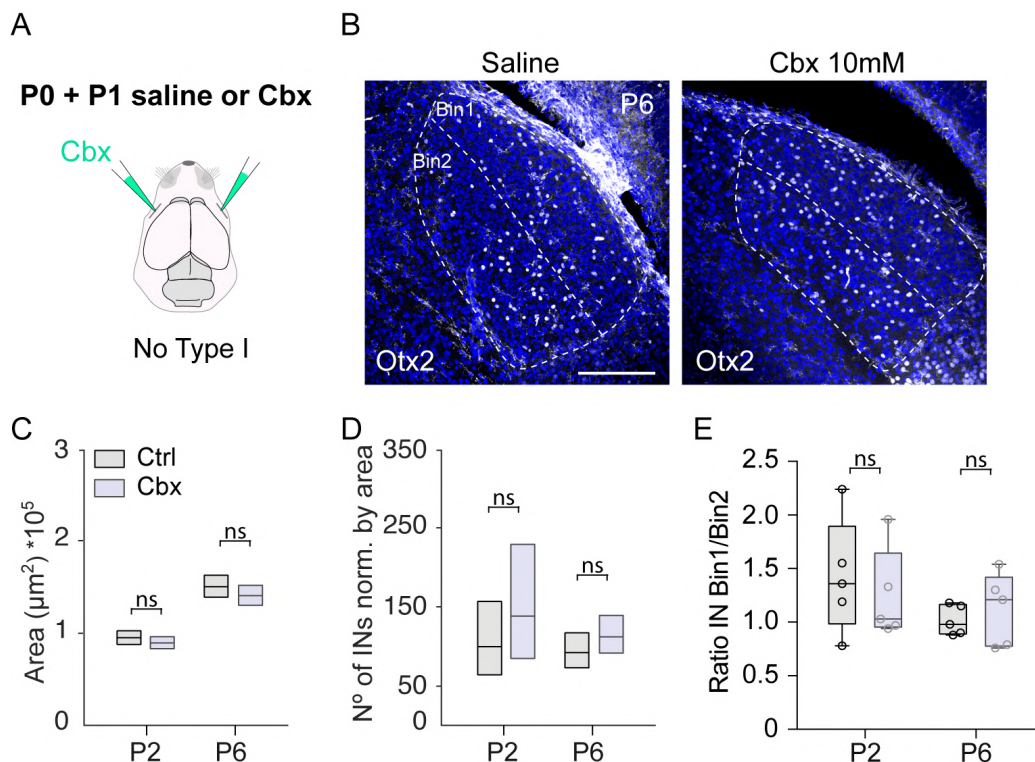 A
P0 + P1 saline or Cbx
Cbx
No Type I
B
Saline
Cbx 10mM
Bin1
P6
Bin2
Otx2
Otx2
C
Area (µm²) *10⁵
3
2
1
0
Ctrl
Cbx
ns
ns
P2
P6
D
Nº of INs norm. by area
350
250
150
50
0
ns
ns
P2
P6
E
Ratio IN Bin1/Bin2
2.5
2.0
1.5
1.0
0.5
0
ns
ns
P2
P6